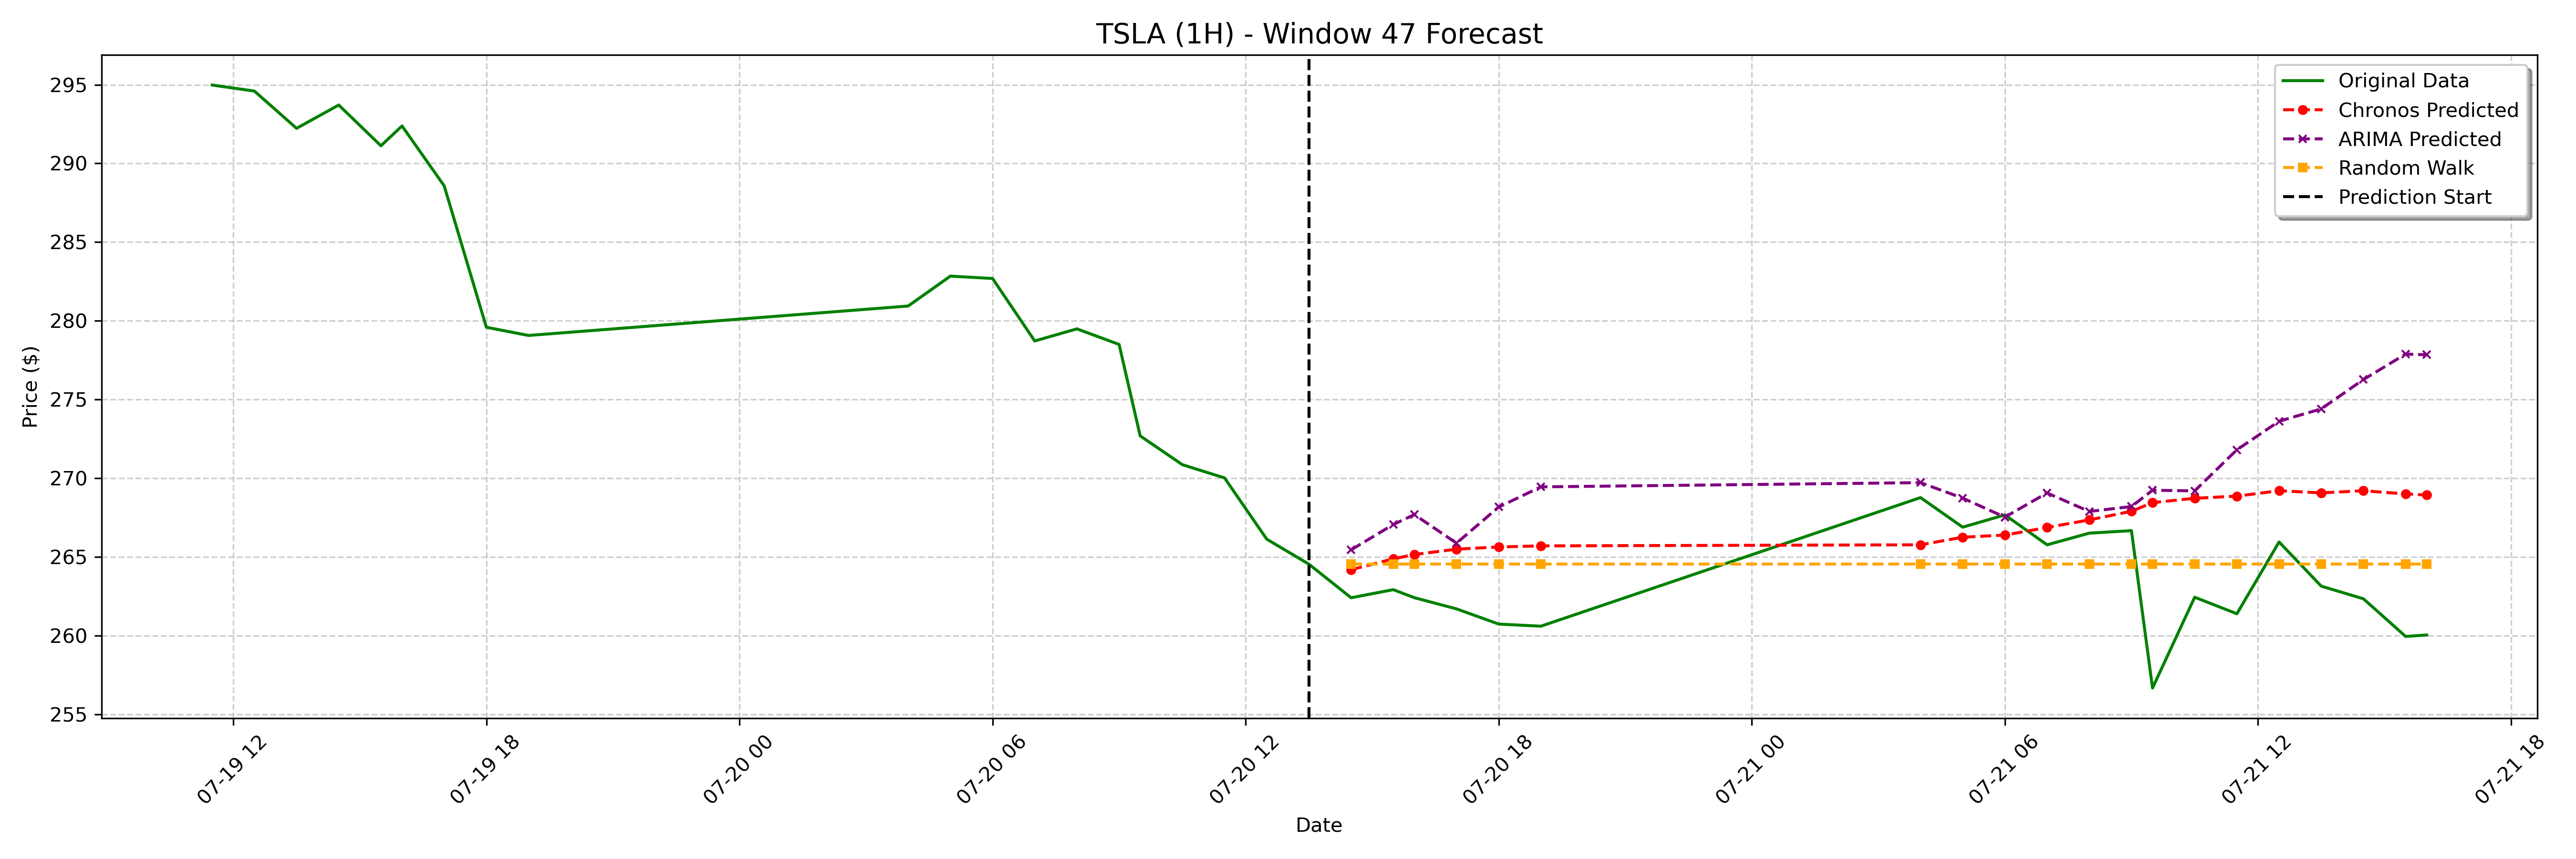 TSLA (1H) - Window 47 Forecast
Original Data
Chronos Predicted
ARIMA Predicted
Random Walk
Prediction Start
Price ($)
295
290
285
280
275
270
265
260
255
07-19 12
07-19 18
07-20 00
07-20 06
07-20 12
07-20 18
07-21 00
07-21 06
07-21 12
07-21 18
Date